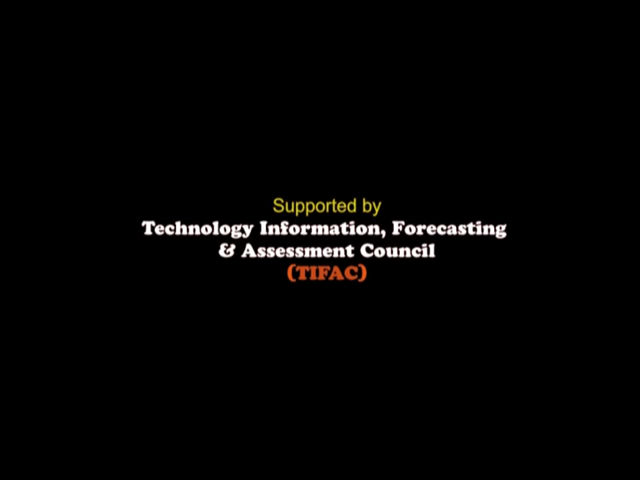 Supported by
Technology Information, Forecasting
& Assessment Council
(TIFAC)